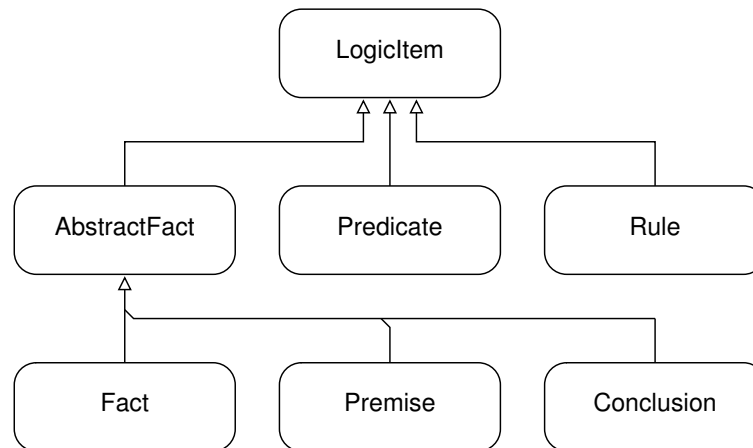 LogicItem
AbstractFact
Predicate
Rule
Fact
Premise
Conclusion